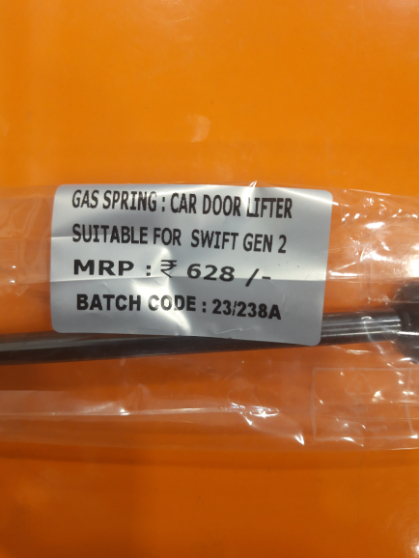 GAS SPRING : CAR DOOR LIFTER
SUITABLE FOR SWIFT GEN 2
MRP : ₹ 628 /-
BATCH CODE : 23/238A